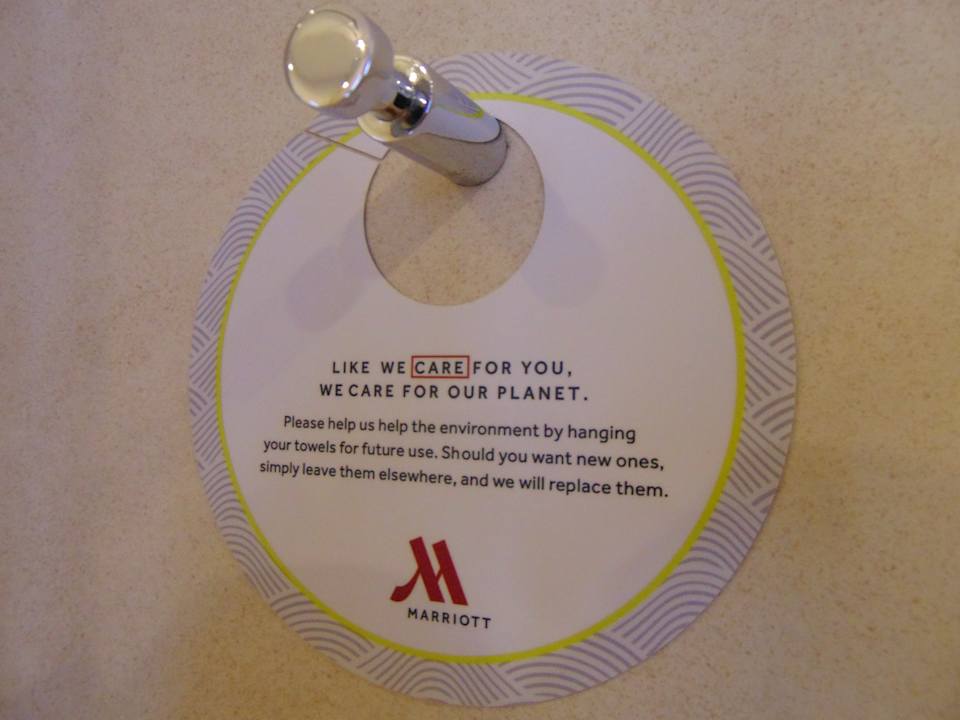 LIKE WE CARE FOR YOU,
WE CARE FOR OUR PLANET.
Please help us help the environment by hanging
your towels for future use. Should you want new ones,
simply leave them elsewhere, and we will replace them.
MARRIOTT